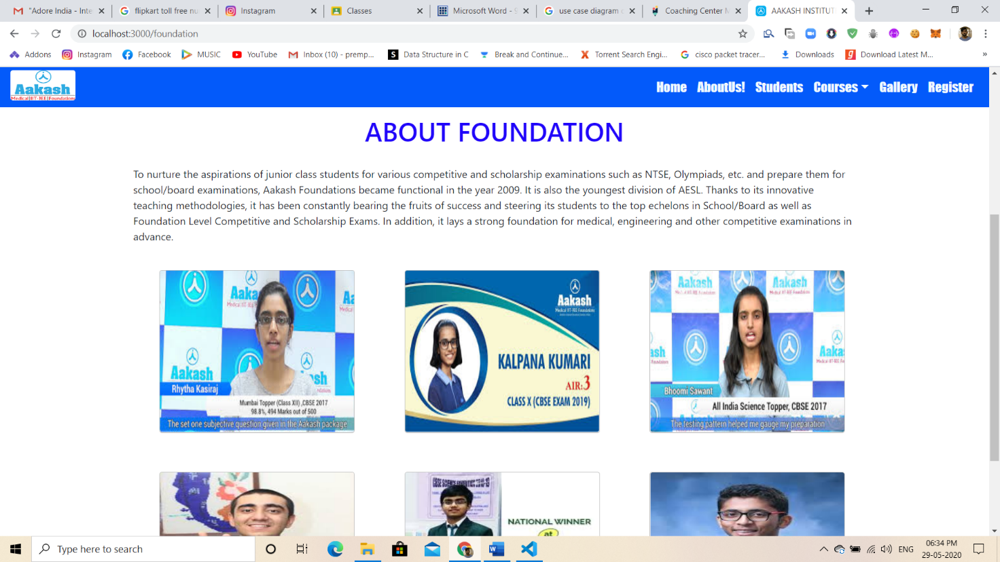 "Adore India - Inte
flipkart toll free nu
Instagram
Classes
Microsoft Word - S
use case diagram o
Coaching Center M
AAKASH INSTITUT
localhost:3000/foundation
Addons
Instagram
Facebook
MUSIC
YouTube
Inbox (10) - premp...
Data Structure in C
Break and Continue...
Torrent Search Engi...
cisco packet tracer...
Downloads
Download Latest M...
Aakash
Medical|IIT-JEE|Foundations
Home AboutUs! Students Courses Gallery Register
ABOUT FOUNDATION
To nurture the aspirations of junior class students for various competitive and scholarship examinations such as NTSE, Olympiads, etc. and prepare them for
school/board examinations, Aakash Foundations became functional in the year 2009. It is also the youngest division of AESL. Thanks to its innovative
teaching methodologies, it has been constantly bearing the fruits of success and steering its students to the top echelons in School/Board as well as
Foundation Level Competitive and Scholarship Exams. In addition, it lays a strong foundation for medical, engineering and other competitive examinations in
advance.
Aakash
Rhytha Kasiraj
Mumbai Topper (Class XII) ,CBSE 2017
98.8%, 494 Marks out of 500
The set one subjective question given in the Aakash package
Aakash
Medical IIT-JEE Foundations
KALPANA KUMARI
AIR:3
CLASS X (CBSE EXAM 2019)
Aakash
Aakash
Bhoomi Sawant
All India Science Topper, CBSE 2017
The testing pattern helped me gauge my preparation
NATIONAL WINNER
at
Type here to search
ENG
06:34 PM
29-05-2020